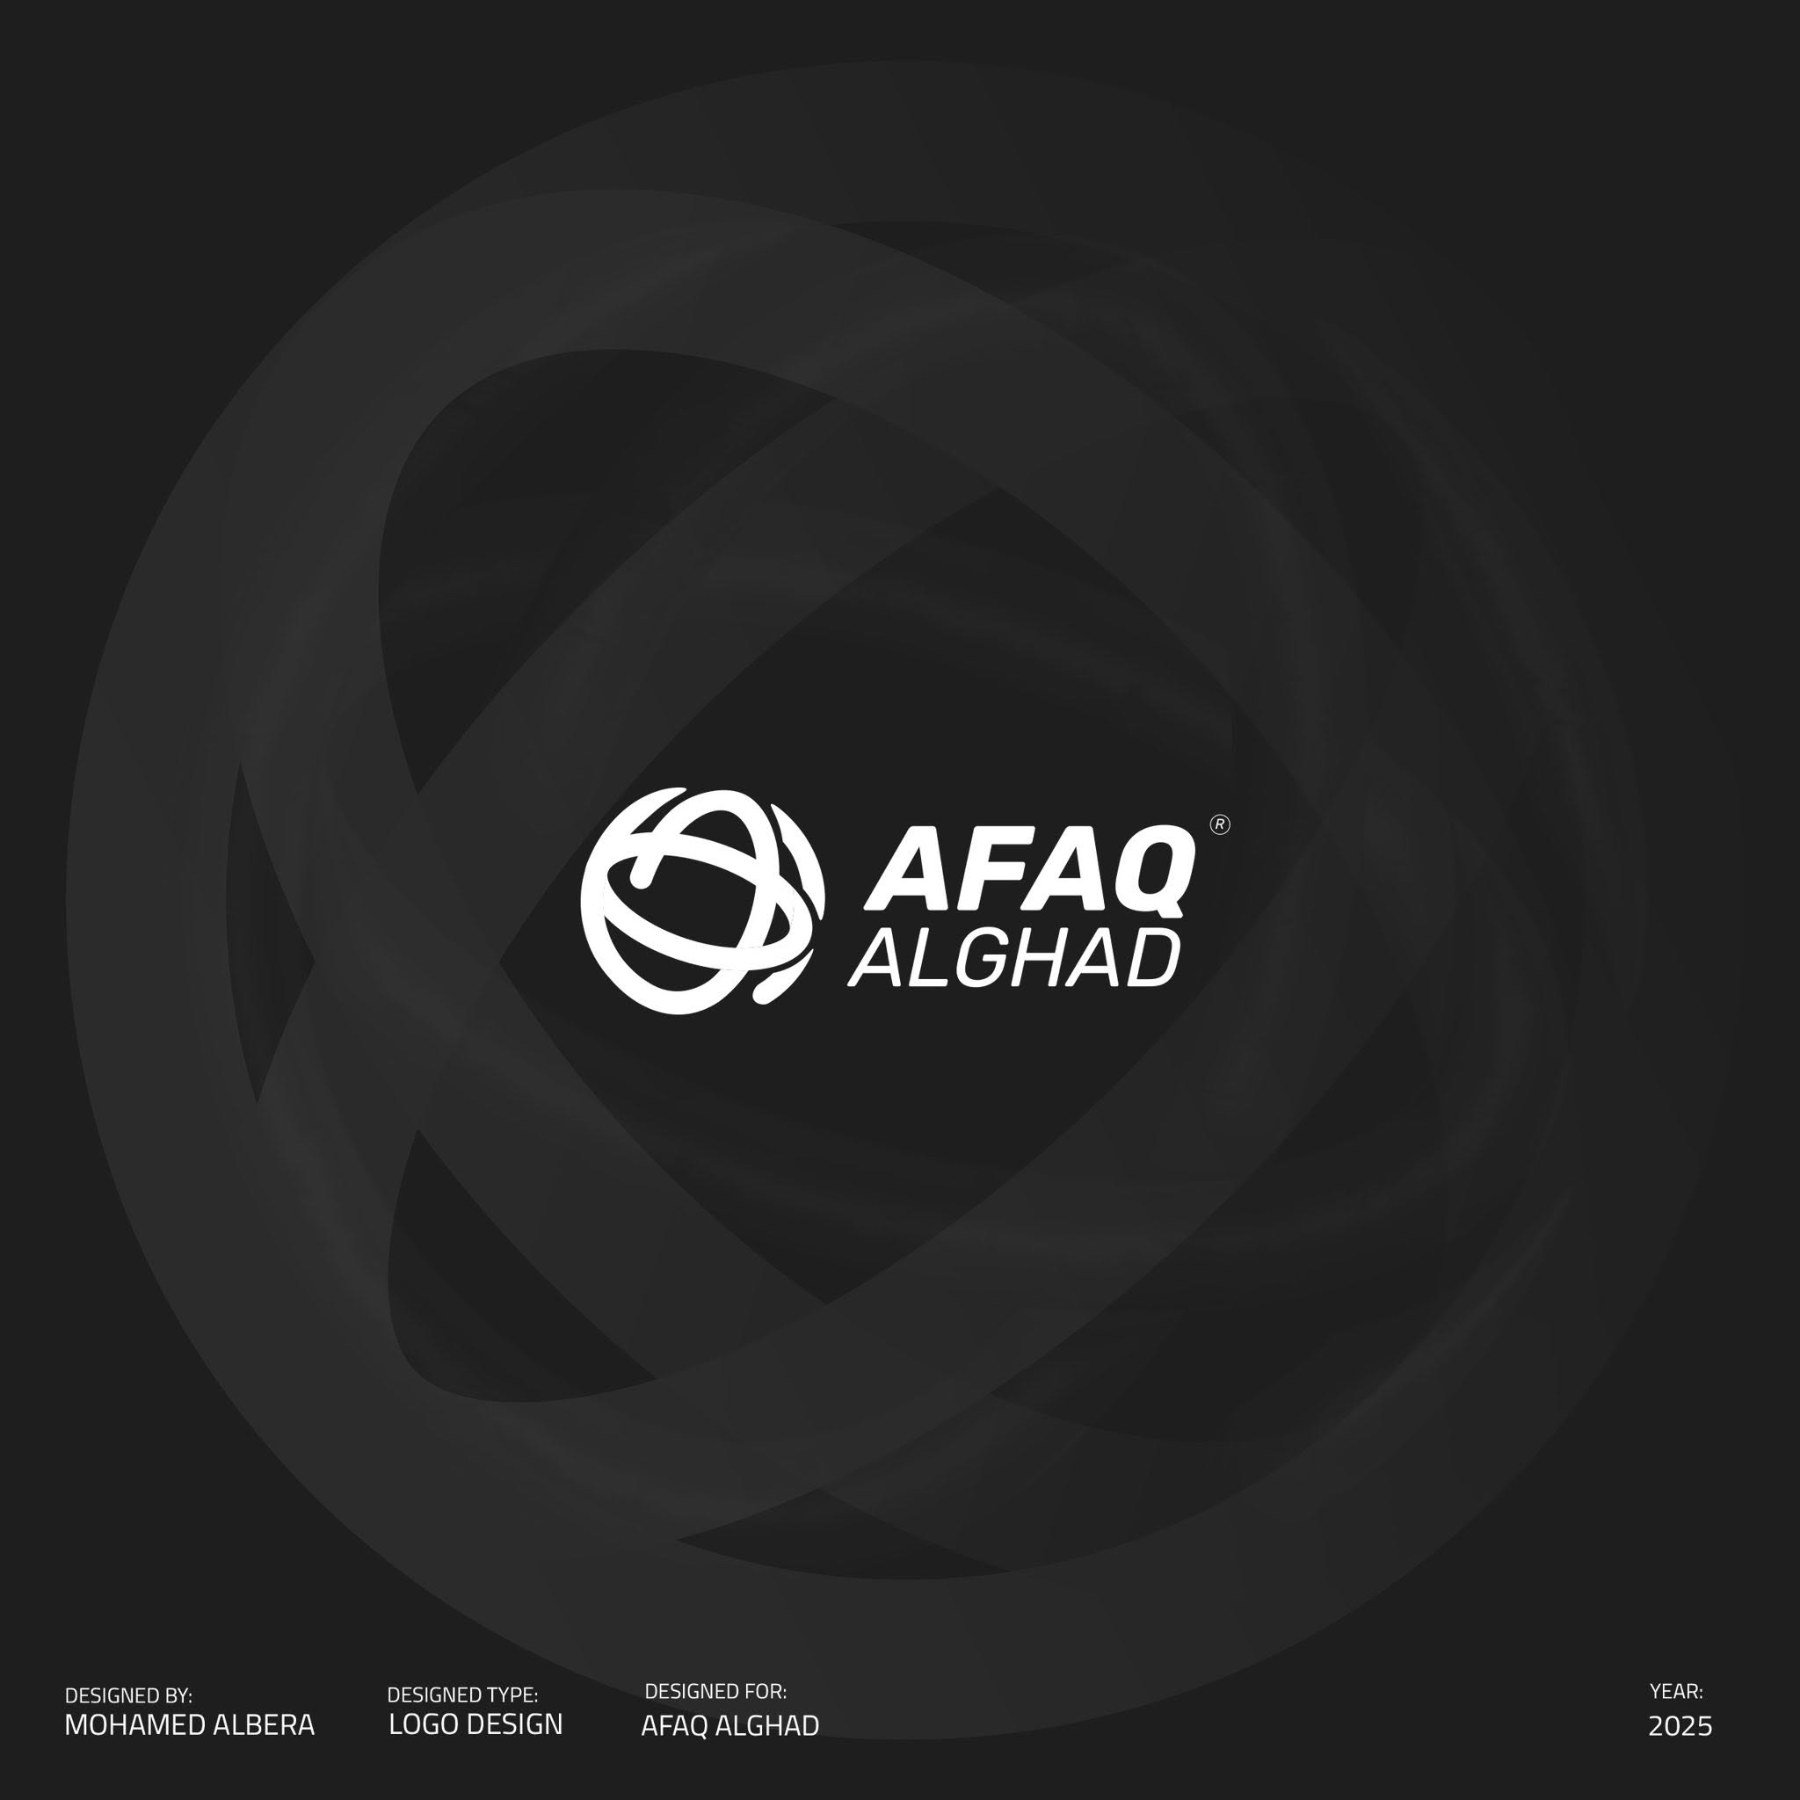 AFAQ ®
ALGHAD
DESIGNED BY:
MOHAMED ALBERA
DESIGNED TYPE:
LOGO DESIGN
DESIGNED FOR:
AFAQ ALGHAD
YEAR:
2025